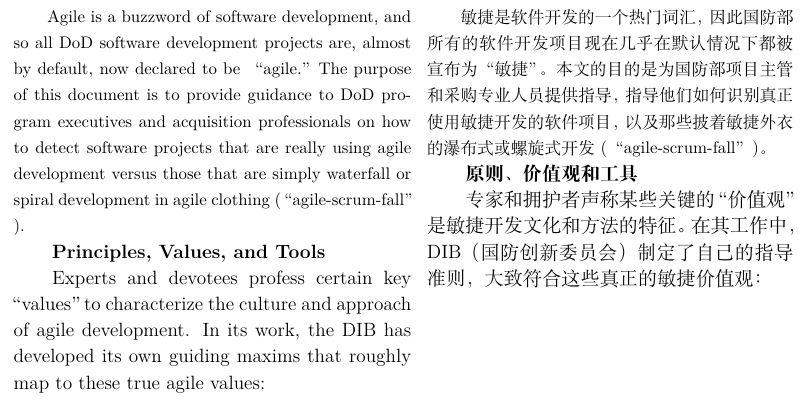 Agile is a buzzword of software development, and
so all DoD software development projects are, almost
by default, now declared to be “agile.” The purpose
of this document is to provide guidance to DoD pro-
gram executives and acquisition professionals on how
to detect software projects that are really using agile
development versus those that are simply waterfall or
spiral development in agile clothing ( “agile-scrum-fall”
).
Principles, Values, and Tools
Experts and devotees profess certain key
“values” to characterize the culture and approach
of agile development. In its work, the DIB has
developed its own guiding maxims that roughly
map to these true agile values:
敏捷是软件开发的一个热门词汇, 因此国防部
所有的软件开发项目现在几乎在默认情况下都被
宣布为 “敏捷”。本文的目的是为国防部项目主管
和采购专业人员提供指导, 指导他们如何识别真正
使用敏捷开发的软件项目, 以及那些披着敏捷外衣
的瀑布式或螺旋式开发 ( “agile-scrum-fall” )。
原则、价值观和工具
专家和拥护者声称某些关键的 “价值观”
是敏捷开发文化和方法的特征。在其工作中,
DIB（国防创新委员会）制定了自己的指导
准则，大致符合这些真正的敏捷价值观：